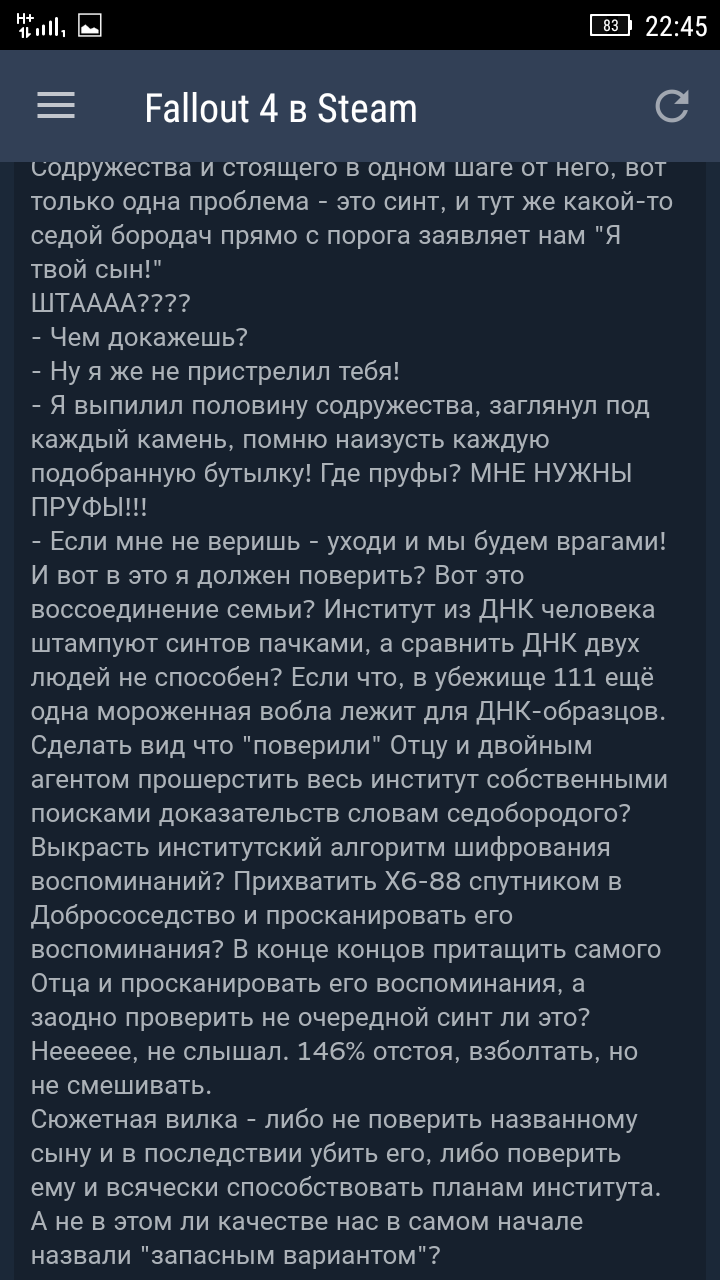 H+
83
22:45
Fallout 4 в Steam
Содружества и стоящего в одном шаге от него, вот
только одна проблема - это синт, и тут же какой-то
седой бородач прямо с порога заявляет нам "Я
твой сын!"
ШТАААА????
- Чем докажешь?
- Ну я же не пристрелил тебя!
- Я выпилил половину содружества, заглянул под
каждый камень, помню наизусть каждую
подобранную бутылку! Где пруфы? МНЕ НУЖНЫ
ПРУФЫ!!!
- Если мне не веришь - уходи и мы будем врагами!
И вот в это я должен поверить? Вот это
воссоединение семьи? Институт из ДНК человека
штампуют синтов пачками, а сравнить ДНК двух
людей не способен? Если что, в убежище 111 ещё
одна мороженная вобла лежит для ДНК-образцов.
Сделать вид что "поверили" Отцу и двойным
агентом прошерстить весь институт собственными
поисками доказательств словам седобородого?
Выкрасть институтский алгоритм шифрования
воспоминаний? Прихватить Х6-88 спутником в
Добрососедство и просканировать его
воспоминания? В конце концов притащить самого
Отца и просканировать его воспоминания, а
заодно проверить не очередной синт ли это?
Неееееe, не слышал. 146% отстоя, взболтать, но
не смешивать.
Сюжетная вилка - либо не поверить названному
сыну и в последствии убить его, либо поверить
ему и всячески способствовать планам института.
А не в этом ли качестве нас в самом начале
назвали "запасным вариантом"?